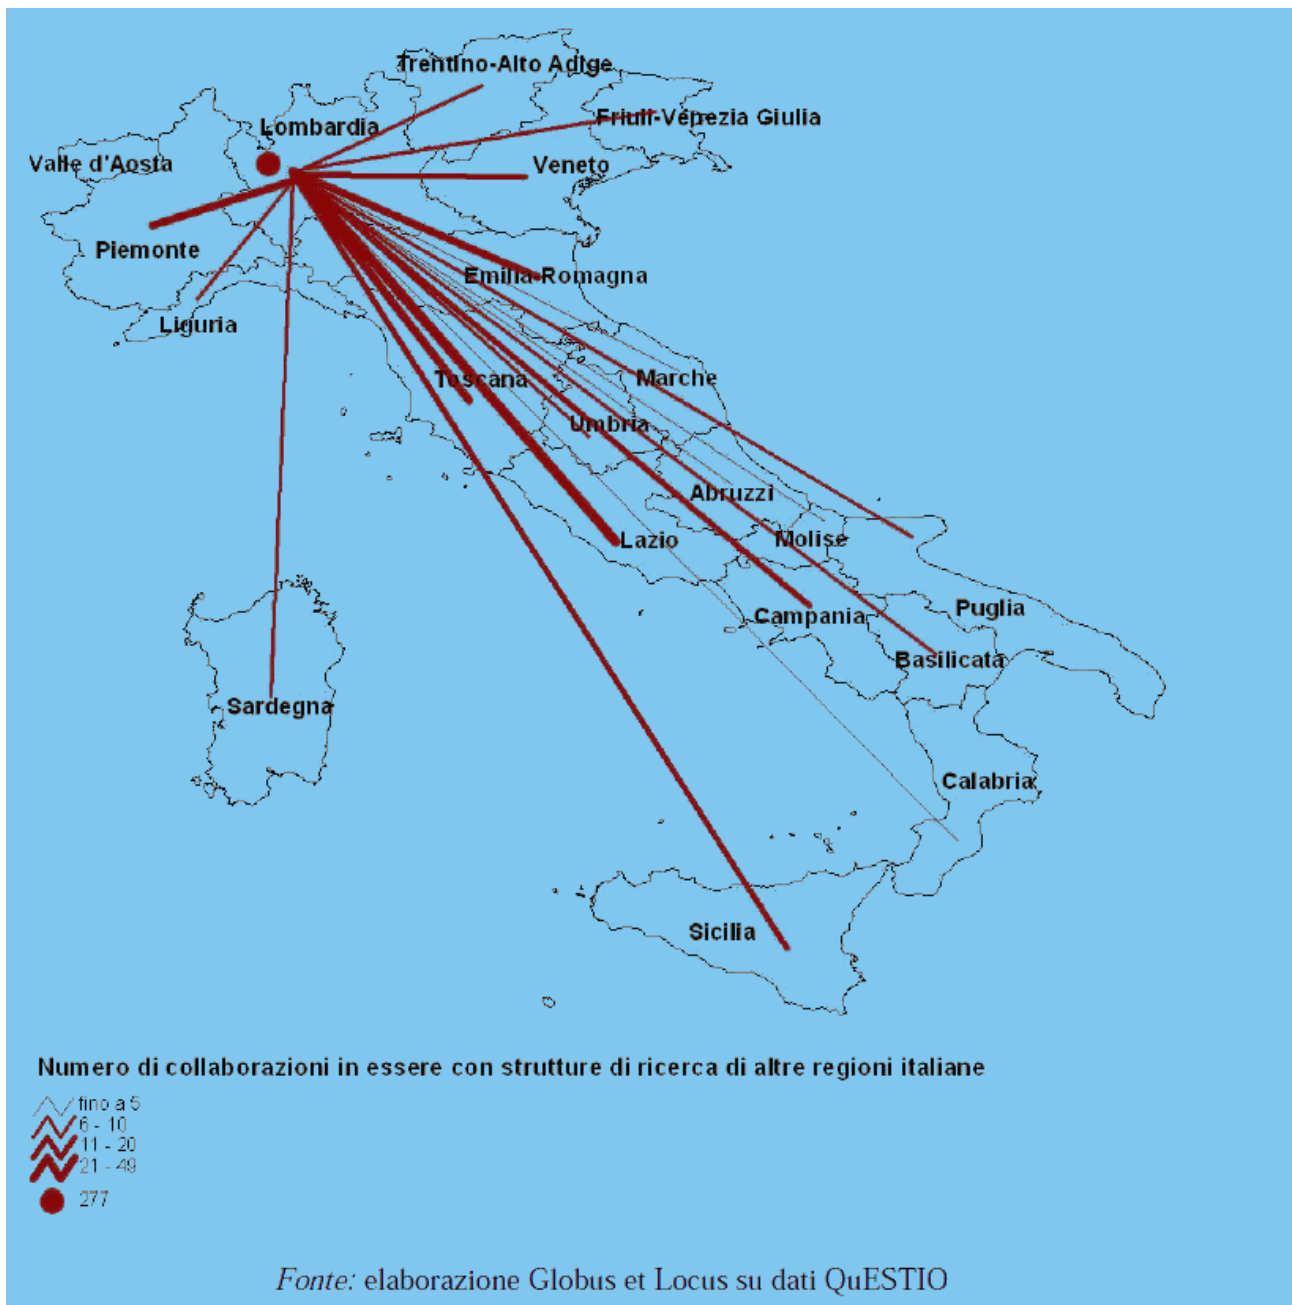 Trentino-Alto Adige
Friuli-Venezia Giulia
Lombardia
Valle d'Aosta
Veneto
Piemonte
Emilia-Romagna
Liguria
Toscana
Marche
Umbria
Abruzzi
Lazio
Molise
Campania
Puglia
Basilicata
Sardegna
Calabria
Sicilia
Numero di collaborazioni in essere con strutture di ricerca di altre regioni italiane
fino a 5
6 - 10
11 - 20
21 - 49
277
Fonte: elaborazione Globus et Locus su dati QuESTIO